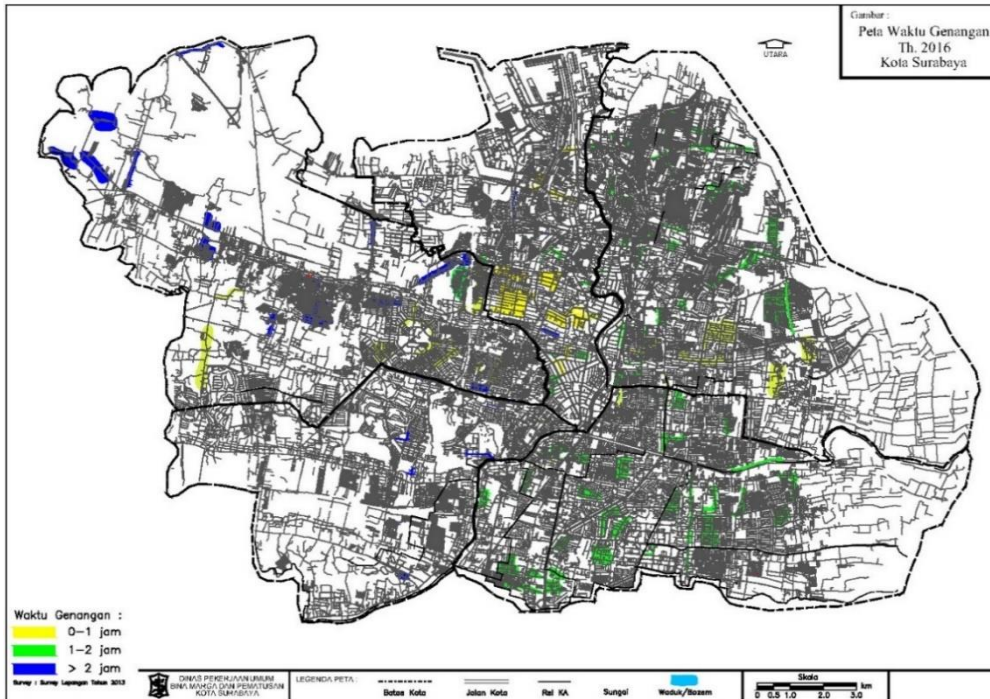 Gambar :
Peta Waktu Genangan
Th. 2016
Kota Surabaya
UTARA
Waktu Genangan :
0-1 jam
1-2 jam
> 2 jam
Survey : Survey Lapangan Tahun 2013
DINAS PEKERJAAN UMUM
BINA MARGA DAN PEMATUSAN
KOTA SURABAYA
LEGENDA PETA :
Batas Kota
Jalan Kota
Rel KA
Sungai
Waduk/Bozem
Skala
0 0.5 1.0 2.0 3.0 km